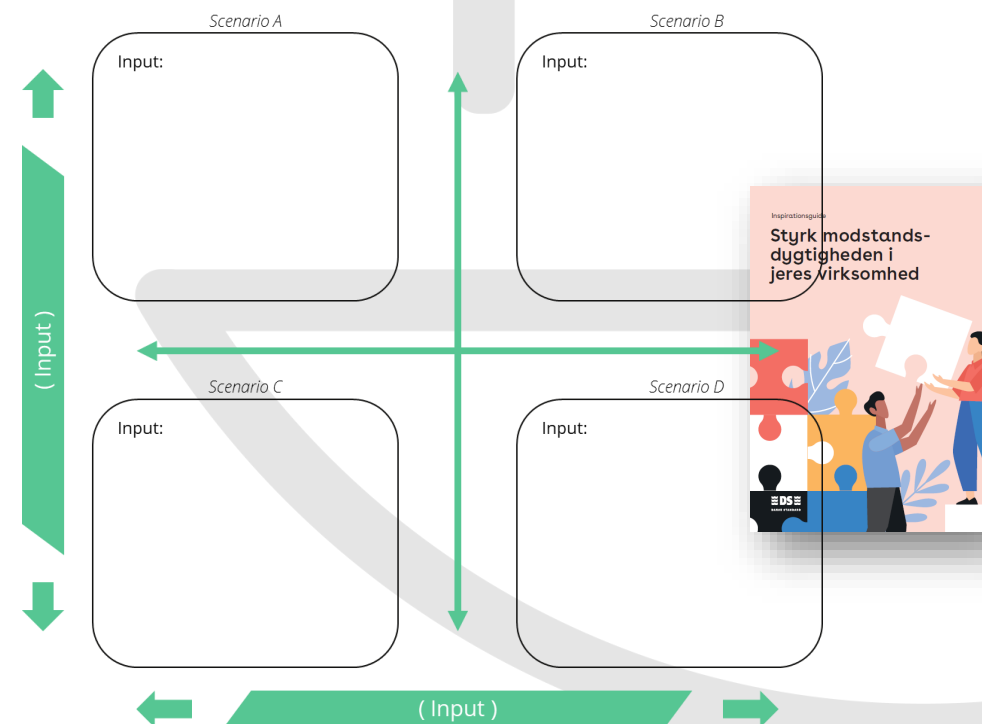 Scenario A
Scenario B
Input:
Input:
Inspirationsguide
Styrk modstands-
dygtigheden i
jeres virksomhed
( Input )
Scenario C
Scenario D
Input:
Input:
DS
DANSK STANDARD
( Input )